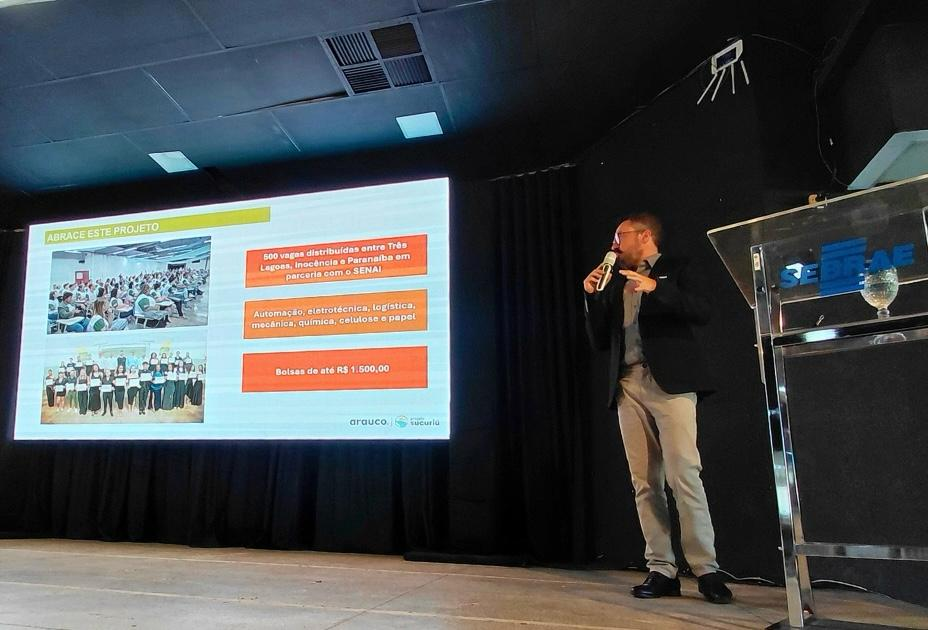 ABRACE ESTE PROJETO
500 vagas distribuídas entre Três
Lagoas, Inocência e Paranaíba em
parceria com o SENAI
Automação, eletrotécnica, logística,
mecânica, química, celulose e papel
Bolsas de até R$ 1.500,00
arauco
projeto
sucuriú
SEBRAE